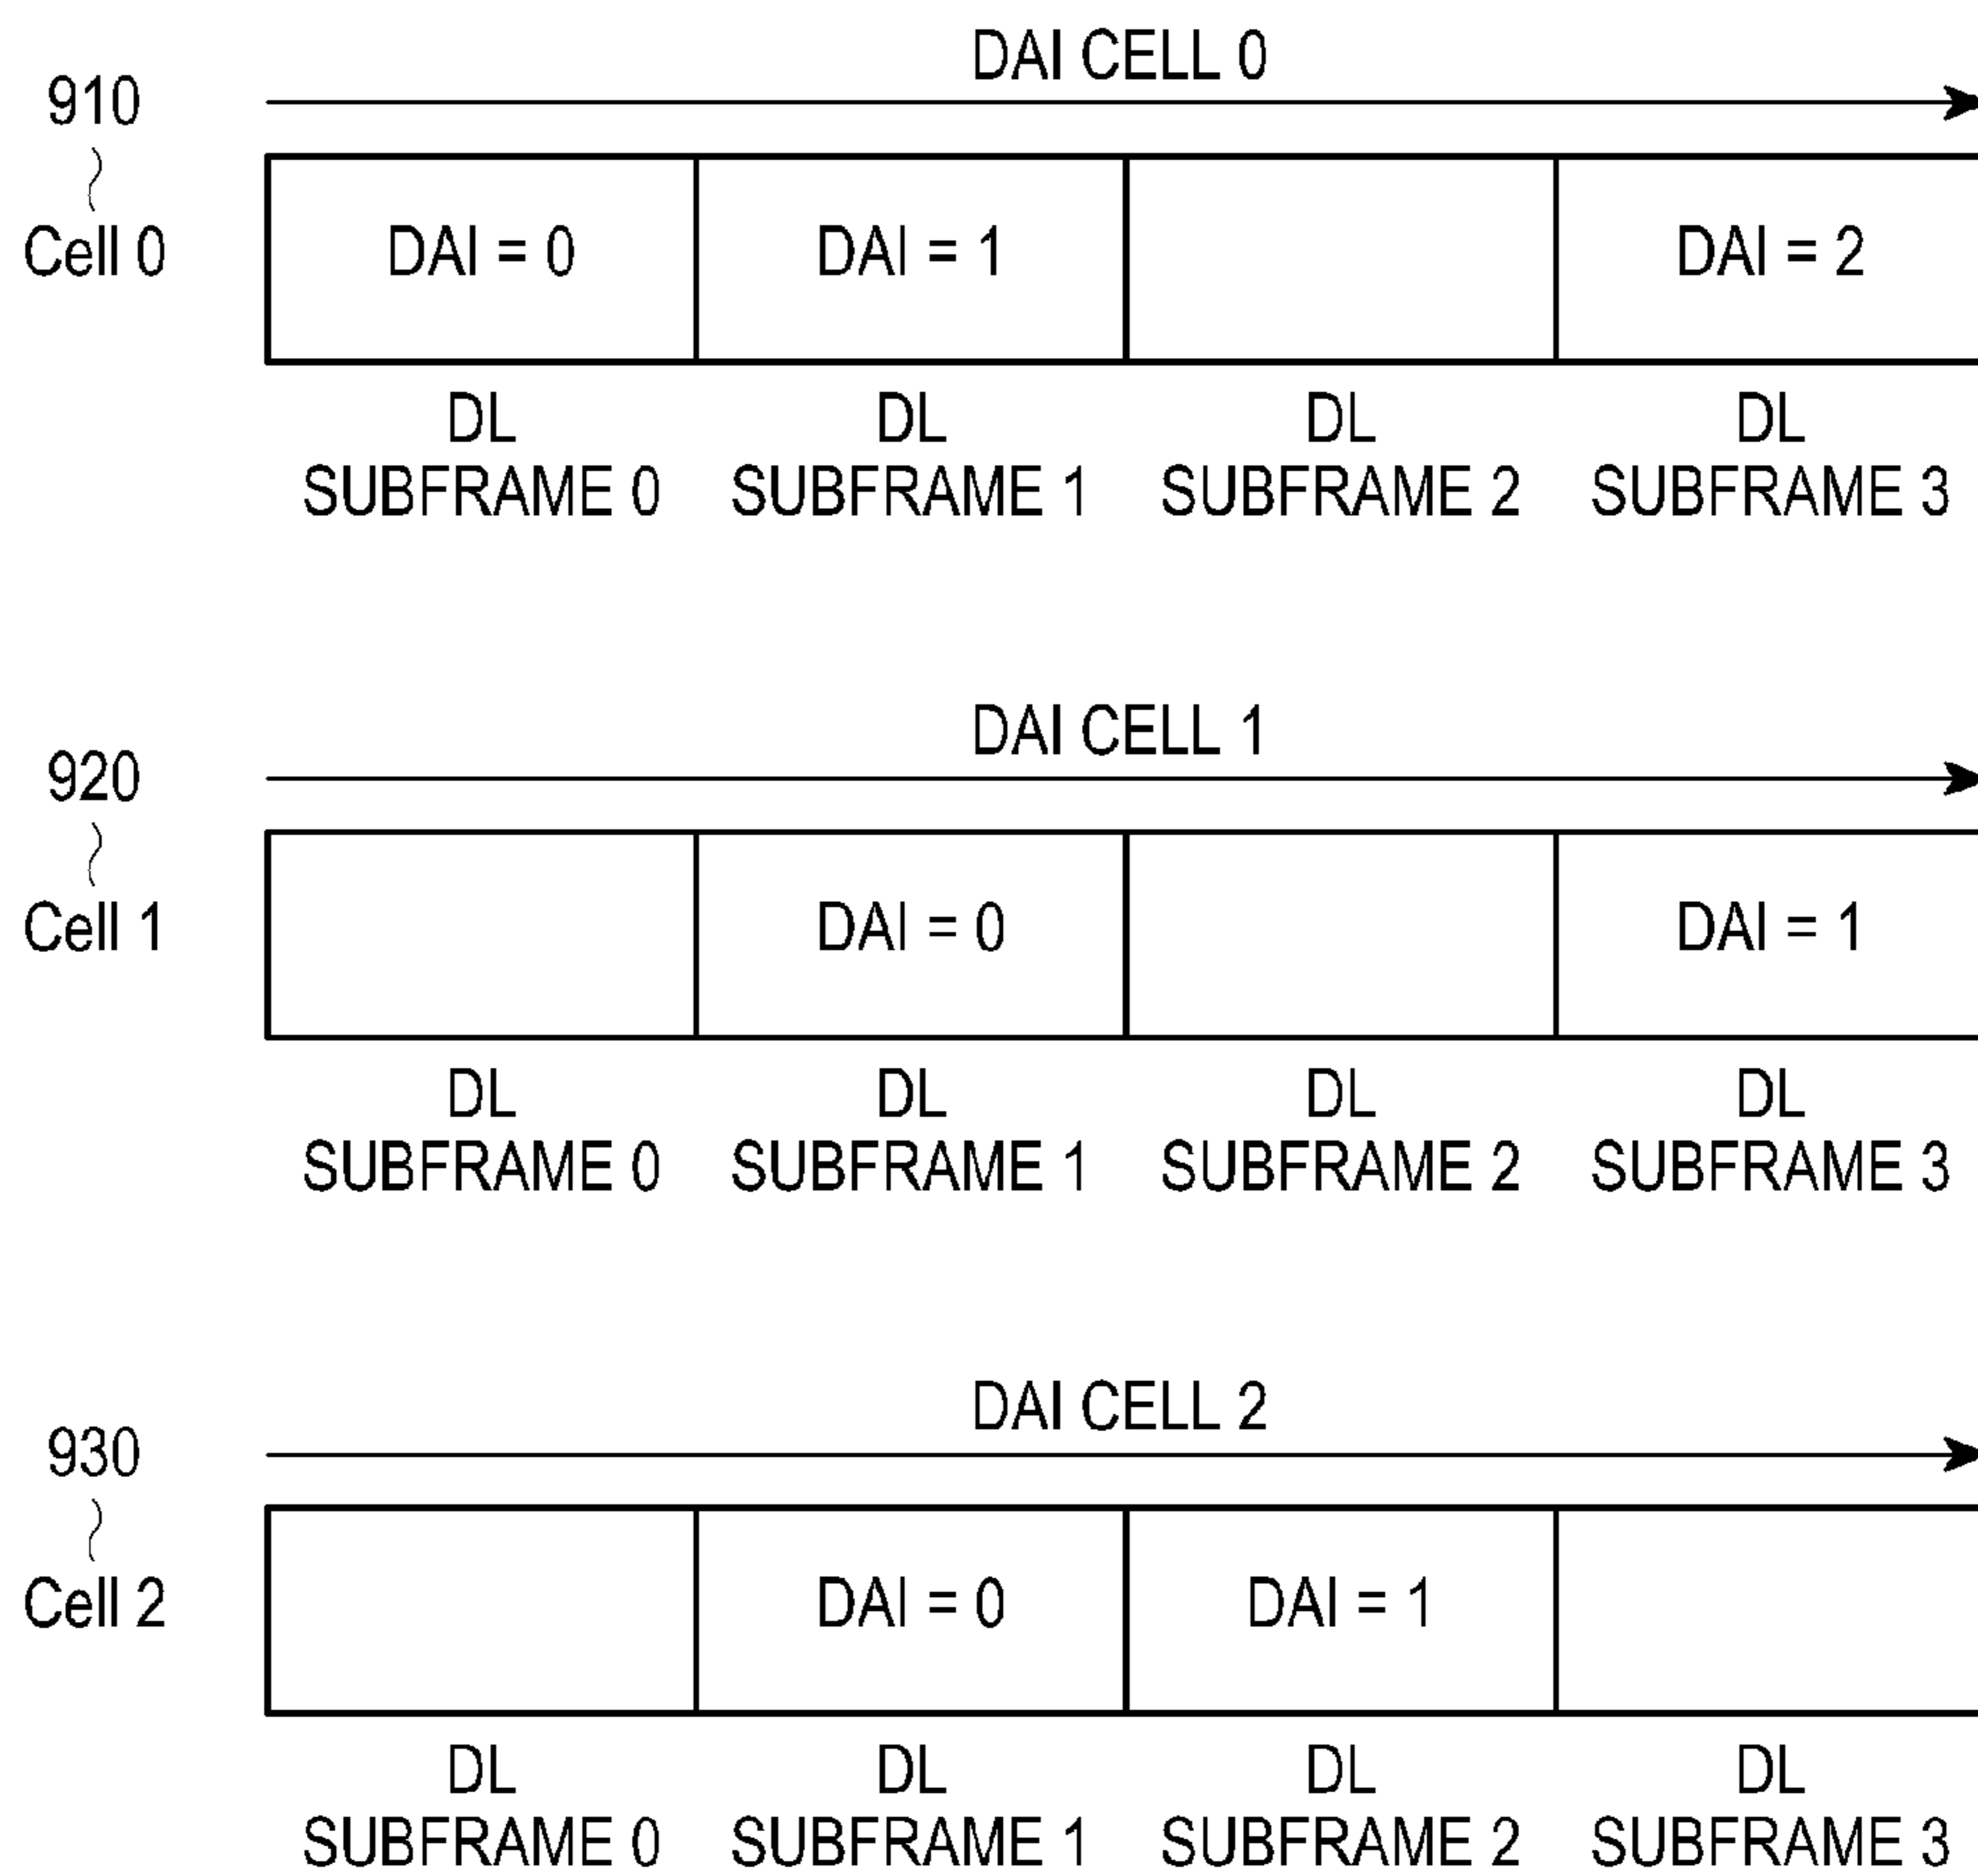 DAI CELL 0
910
Cell 0
DAI = 0
DAI = 1
DAI = 2
DL
SUBFRAME 0
DL
SUBFRAME 1
DL
SUBFRAME 2
DL
SUBFRAME 3
DAI CELL 1
920
Cell 1
DAI = 0
DAI = 1
DL
SUBFRAME 0
DL
SUBFRAME 1
DL
SUBFRAME 2
DL
SUBFRAME 3
DAI CELL 2
930
Cell 2
DAI = 0
DAI = 1
DL
SUBFRAME 0
DL
SUBFRAME 1
DL
SUBFRAME 2
DL
SUBFRAME 3